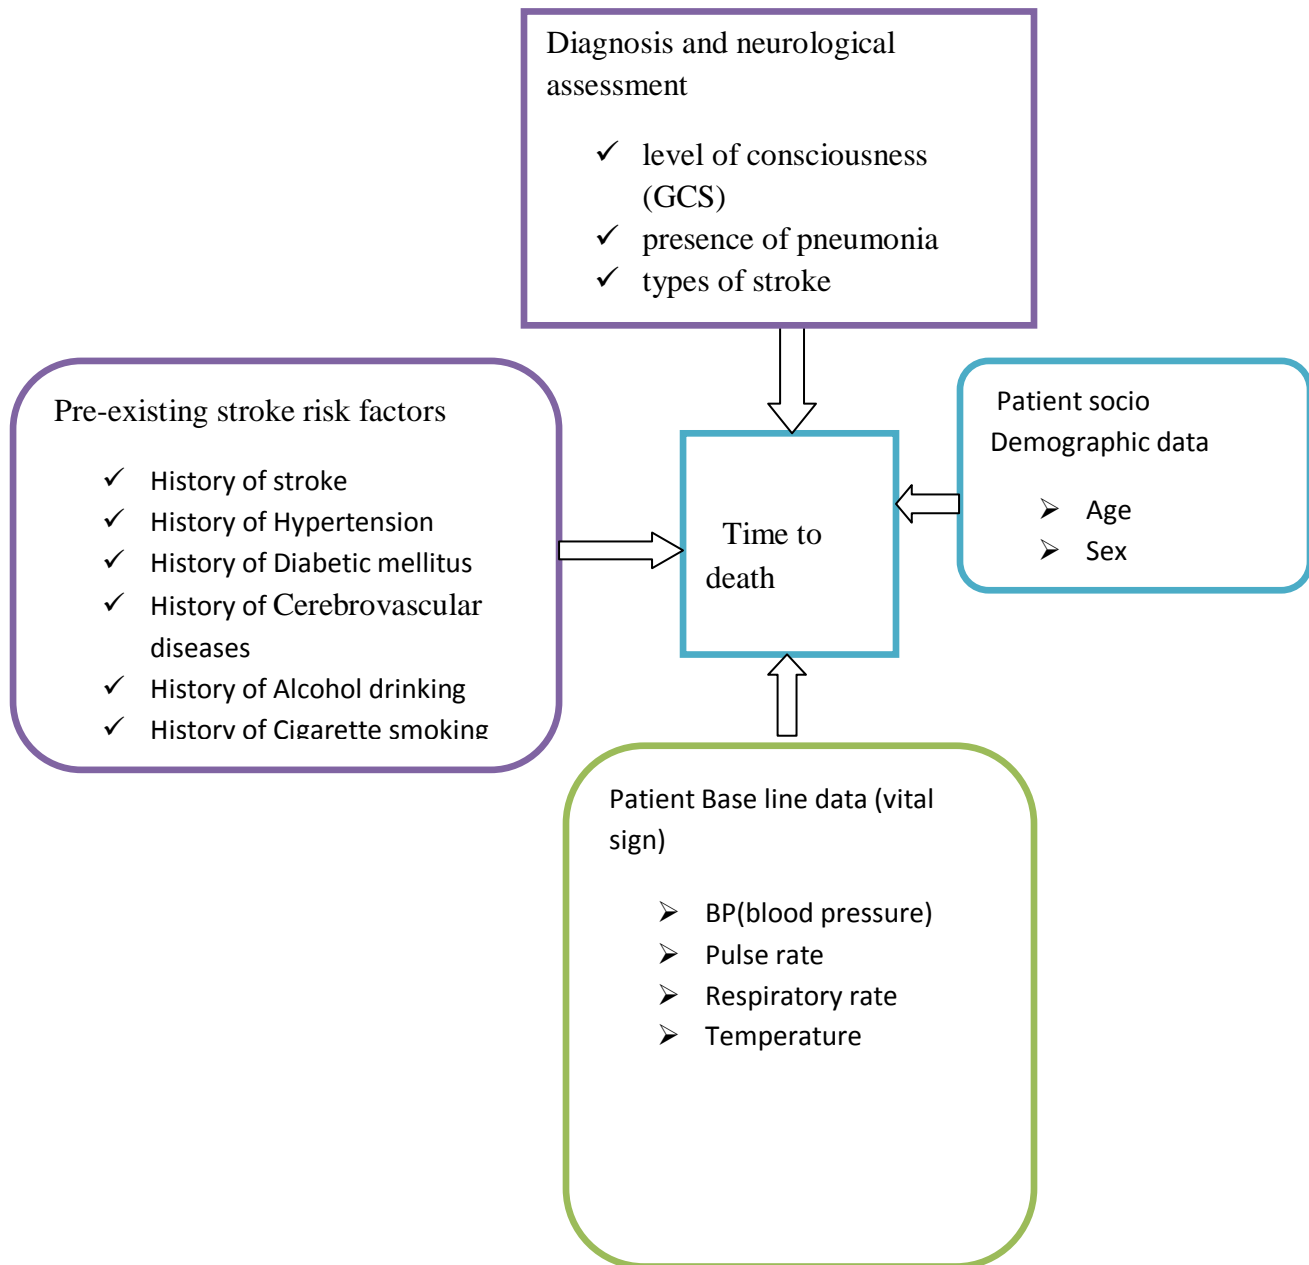 Diagnosis and neurological
assessment
✓ level of consciousness
(GCS)
✓ presence of pneumonia
✓ types of stroke
Pre-existing stroke risk factors
✓ History of stroke
✓ History of Hypertension
✓ History of Diabetic mellitus
✓ History of Cerebrovascular
diseases
✓ History of Alcohol drinking
✓ History of Cigarette smoking
Time to
death
Patient socio
Demographic data
➢ Age
➢ Sex
Patient Base line data (vital
sign)
➢ BP(blood pressure)
➢ Pulse rate
➢ Respiratory rate
➢ Temperature